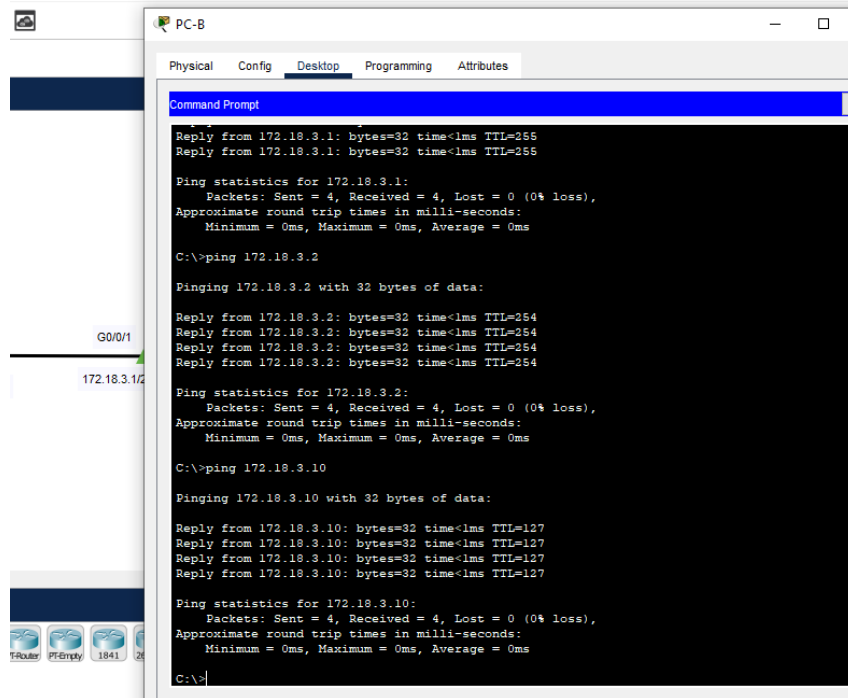 PC-B
Physical Config Desktop Programming Attributes
Command Prompt
Reply from 172.18.3.1: bytes=32 time<1ms TTL=255
Reply from 172.18.3.1: bytes=32 time<1ms TTL=255
Ping statistics for 172.18.3.1:
Packets: Sent = 4, Received = 4, Lost = 0 (0% loss),
Approximate round trip times in milli-seconds:
Minimum = 0ms, Maximum = 0ms, Average = 0ms
C:\>ping 172.18.3.2
Pinging 172.18.3.2 with 32 bytes of data:
Reply from 172.18.3.2: bytes=32 time<1ms TTL=254
Reply from 172.18.3.2: bytes=32 time<1ms TTL=254
Reply from 172.18.3.2: bytes=32 time<1ms TTL=254
Reply from 172.18.3.2: bytes=32 time<1ms TTL=254
Ping statistics for 172.18.3.2:
Packets: Sent = 4, Received = 4, Lost = 0 (0% loss),
Approximate round trip times in milli-seconds:
Minimum = 0ms, Maximum = 0ms, Average = 0ms
C:\>ping 172.18.3.10
Pinging 172.18.3.10 with 32 bytes of data:
Reply from 172.18.3.10: bytes=32 time<1ms TTL=127
Reply from 172.18.3.10: bytes=32 time<1ms TTL=127
Reply from 172.18.3.10: bytes=32 time<1ms TTL=127
Reply from 172.18.3.10: bytes=32 time<1ms TTL=127
Ping statistics for 172.18.3.10:
Packets: Sent = 4, Received = 4, Lost = 0 (0% loss),
Approximate round trip times in milli-seconds:
Minimum = 0ms, Maximum = 0ms, Average = 0ms
C:\>
G0/0/1
172.18.3.1/2
PT-Empty
1841